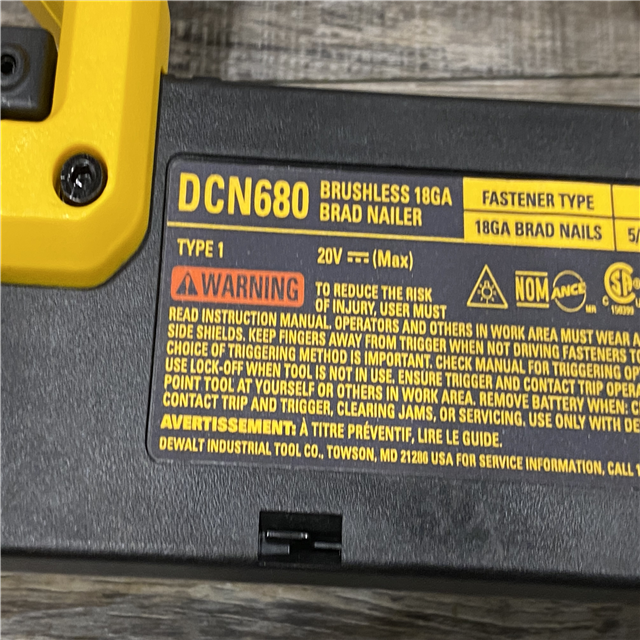 DCN680 BRUSHLESS 18GA BRAD NAILER
FASTENER TYPE
18GA BRAD NAILS 5/
TYPE 1 20V (Max)
WARNING TO REDUCE THE RISK
OF INJURY, USER MUST
NOM ANCE MR C 150399
READ INSTRUCTION MANUAL. OPERATORS AND OTHERS IN WORK AREA MUST WEAR
SIDE SHIELDS. KEEP FINGERS AWAY FROM TRIGGER WHEN NOT DRIVING FASTENERS TO
CHOICE OF TRIGGERING METHOD IS IMPORTANT. CHECK MANUAL FOR TRIGGERING
USE LOCK-OFF WHEN TOOL IS NOT IN USE. ENSURE TRIGGER AND CONTACT TRIP
POINT TOOL AT YOURSELF OR OTHERS IN WORK AREA. REMOVE BATTERY WHEN:
CONTACT TRIP AND TRIGGER, CLEARING JAMS, OR SERVICING. USE ONLY WITH
AVERTISSEMENT: À TITRE PRÉVENTIF, LIRE LE GUIDE.
DEWALT INDUSTRIAL TOOL CO., TOWSON, MD 21286 USA FOR SERVICE INFORMATION, CALL 1